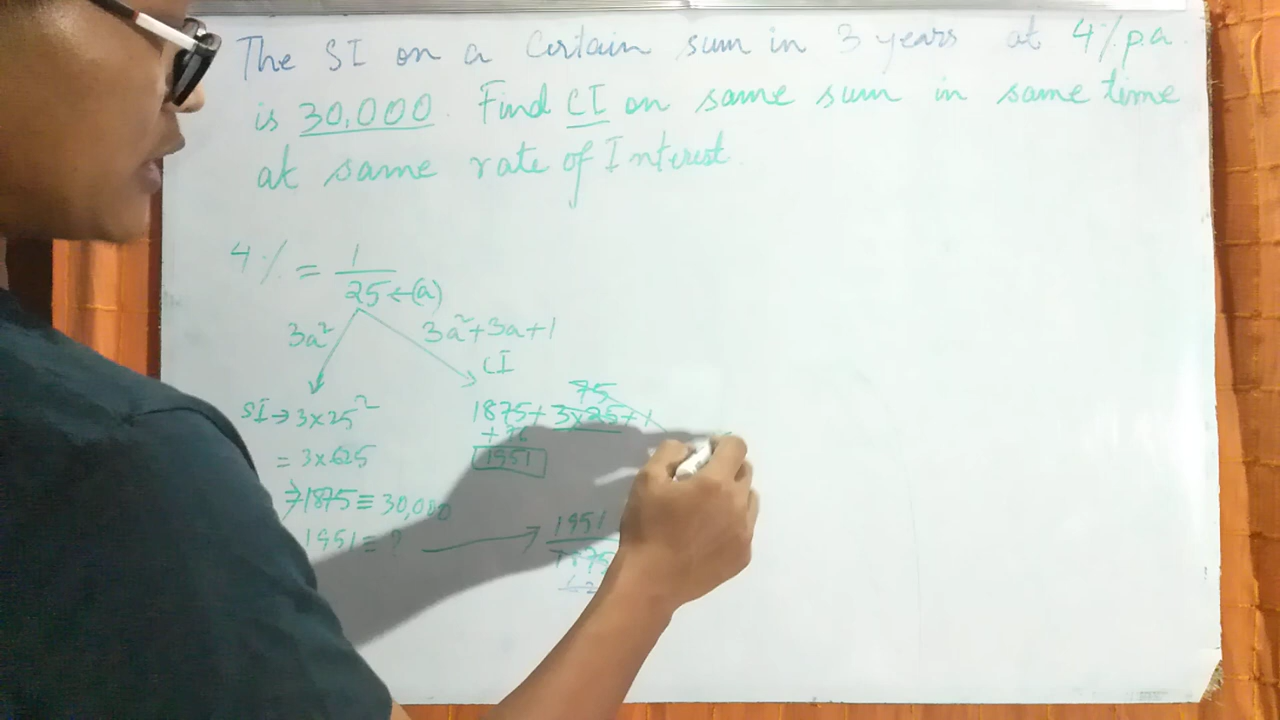 The SI on a Certain sum in 3 years at 4% p.a.
is 30,000. Find CI on same sum in same time
at same rate of Interest.
4% = 1/25 ← (a)
3a²
3a²+3a+1
CI
SI → 3×25²
= 3×625
⇒ 1875 ≡ 30,000
1951 ≡ ?
75
1875 + 3×25 + 1
+76
1951
1951